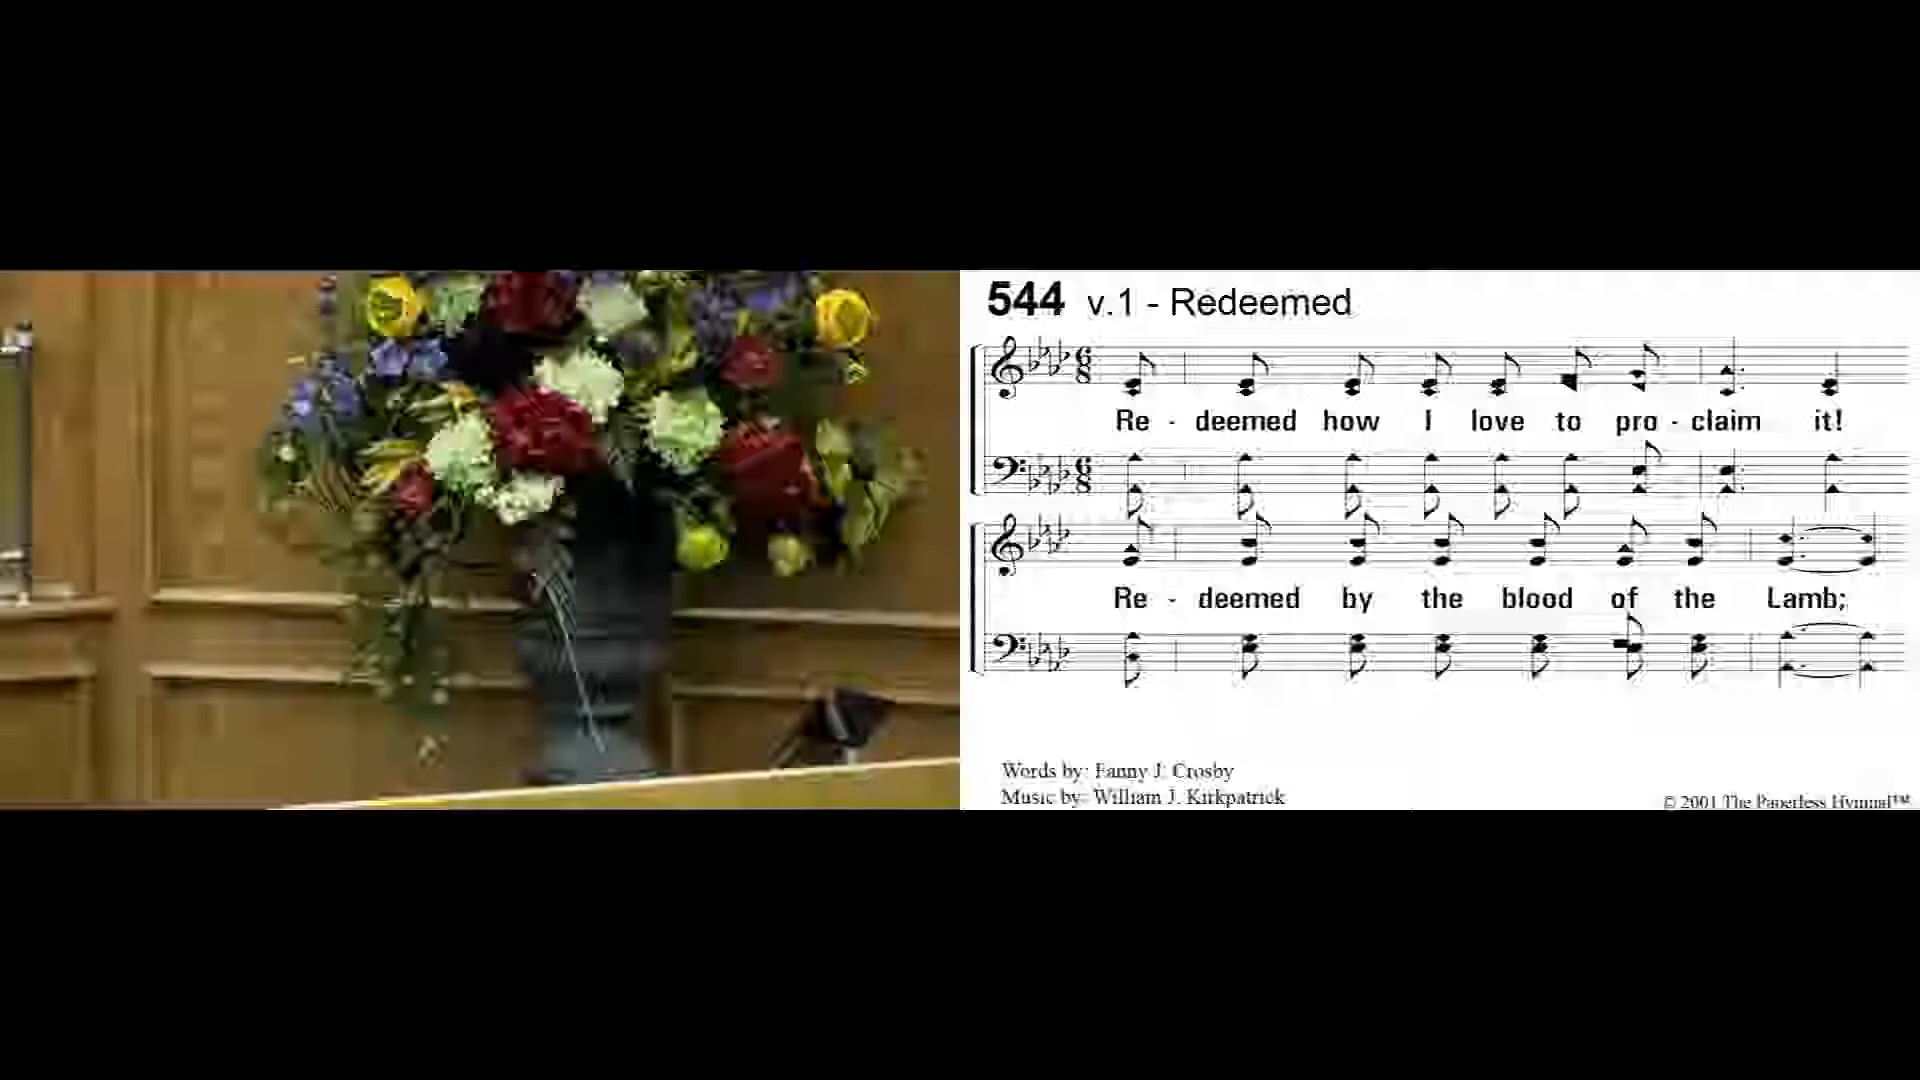 544 v.1 - Redeemed
Re - deemed how I love to pro - claim it!
Re - deemed by the blood of the Lamb;
Words by: Fanny J. Crosby
Music by: William J. Kirkpatrick
© 2001 The Paperless Hymnal™